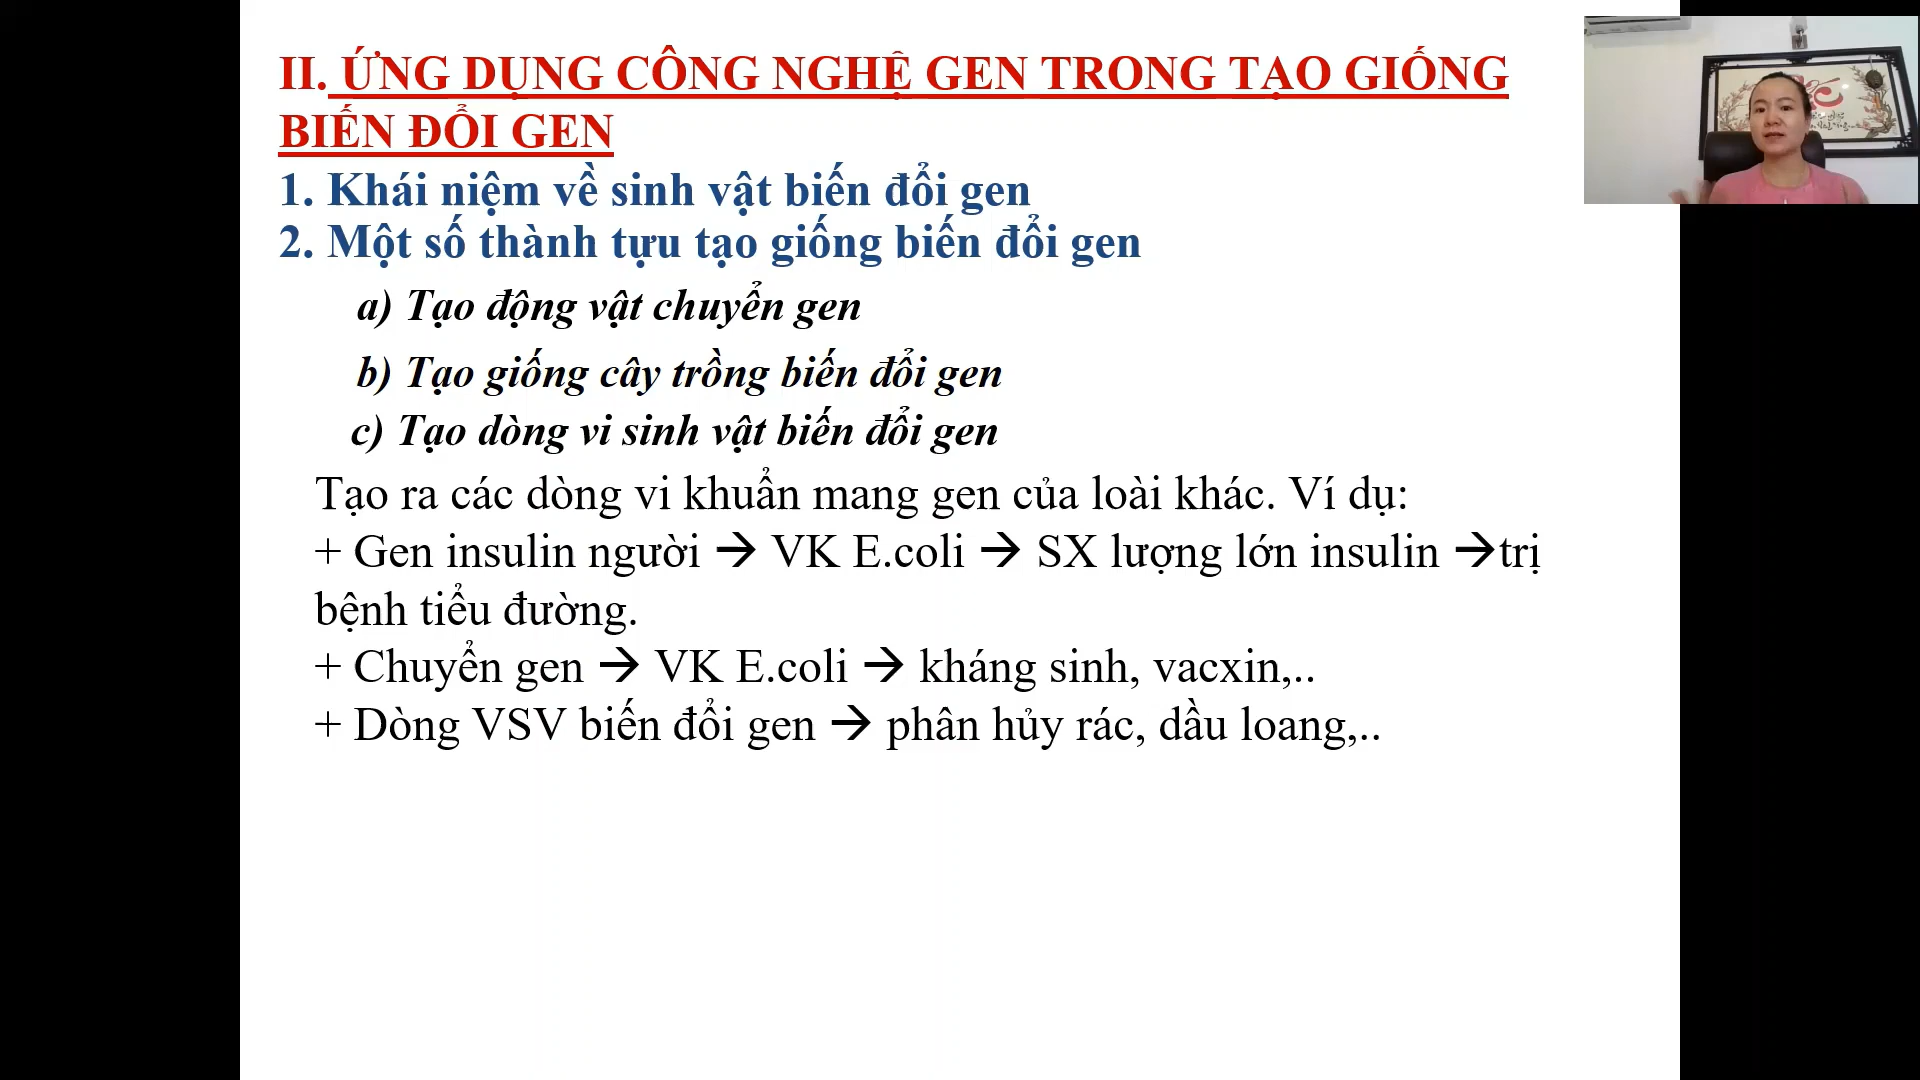 II. ỨNG DỤNG CÔNG NGHỆ GEN TRONG TẠO GIỐNG
BIẾN ĐỔI GEN
1. Khái niệm về sinh vật biến đổi gen
2. Một số thành tựu tạo giống biến đổi gen
a) Tạo động vật chuyển gen
b) Tạo giống cây trồng biến đổi gen
c) Tạo dòng vi sinh vật biến đổi gen
Tạo ra các dòng vi khuẩn mang gen của loài khác. Ví dụ:
+ Gen insulin người → VK E.coli → SX lượng lớn insulin →trị
bệnh tiểu đường.
+ Chuyển gen → VK E.coli → kháng sinh, vacxin,..
+ Dòng VSV biến đổi gen → phân hủy rác, dầu loang,..